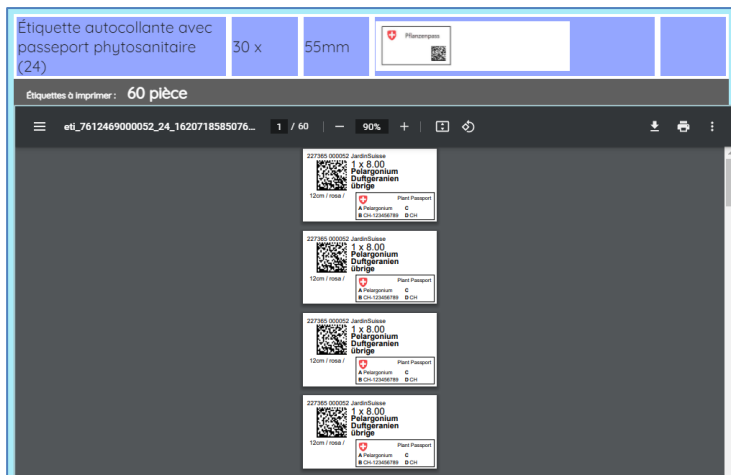 Étiquette autocollante avec
passeport phytosanitaire
(24)
30 x
55mm
Pflanzenpass
Étiquettes à imprimer : 60 pièce
eti_7612469000052_24_1620718585076... 1 / 60 90%
227365 000052 JardinSuisse
1 x 8.00
Pelargonium
Duftgeranien
übrige
12cm / rosa /
Plant Passport
A Pelargonium C
B CH-123456789 D CH
227365 000052 JardinSuisse
1 x 8.00
Pelargonium
Duftgeranien
übrige
12cm / rosa /
Plant Passport
A Pelargonium C
B CH-123456789 D CH
227365 000052 JardinSuisse
1 x 8.00
Pelargonium
Duftgeranien
übrige
12cm / rosa /
Plant Passport
A Pelargonium C
B CH-123456789 D CH
227365 000052 JardinSuisse
1 x 8.00
Pelargonium
Duftgeranien
übrige
12cm / rosa /
Plant Passport
A Pelargonium C
B CH-123456789 D CH